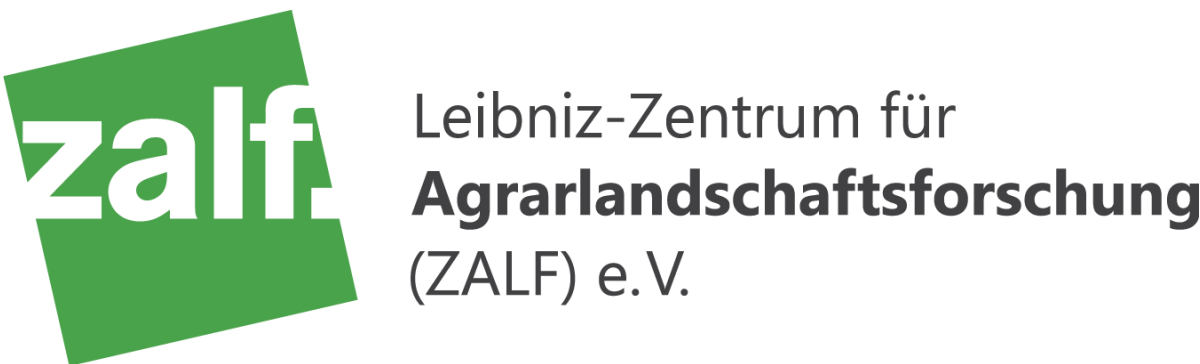 zalf.
Leibniz-Zentrum für
Agrarlandschaftsforschung
(ZALF) e. V.